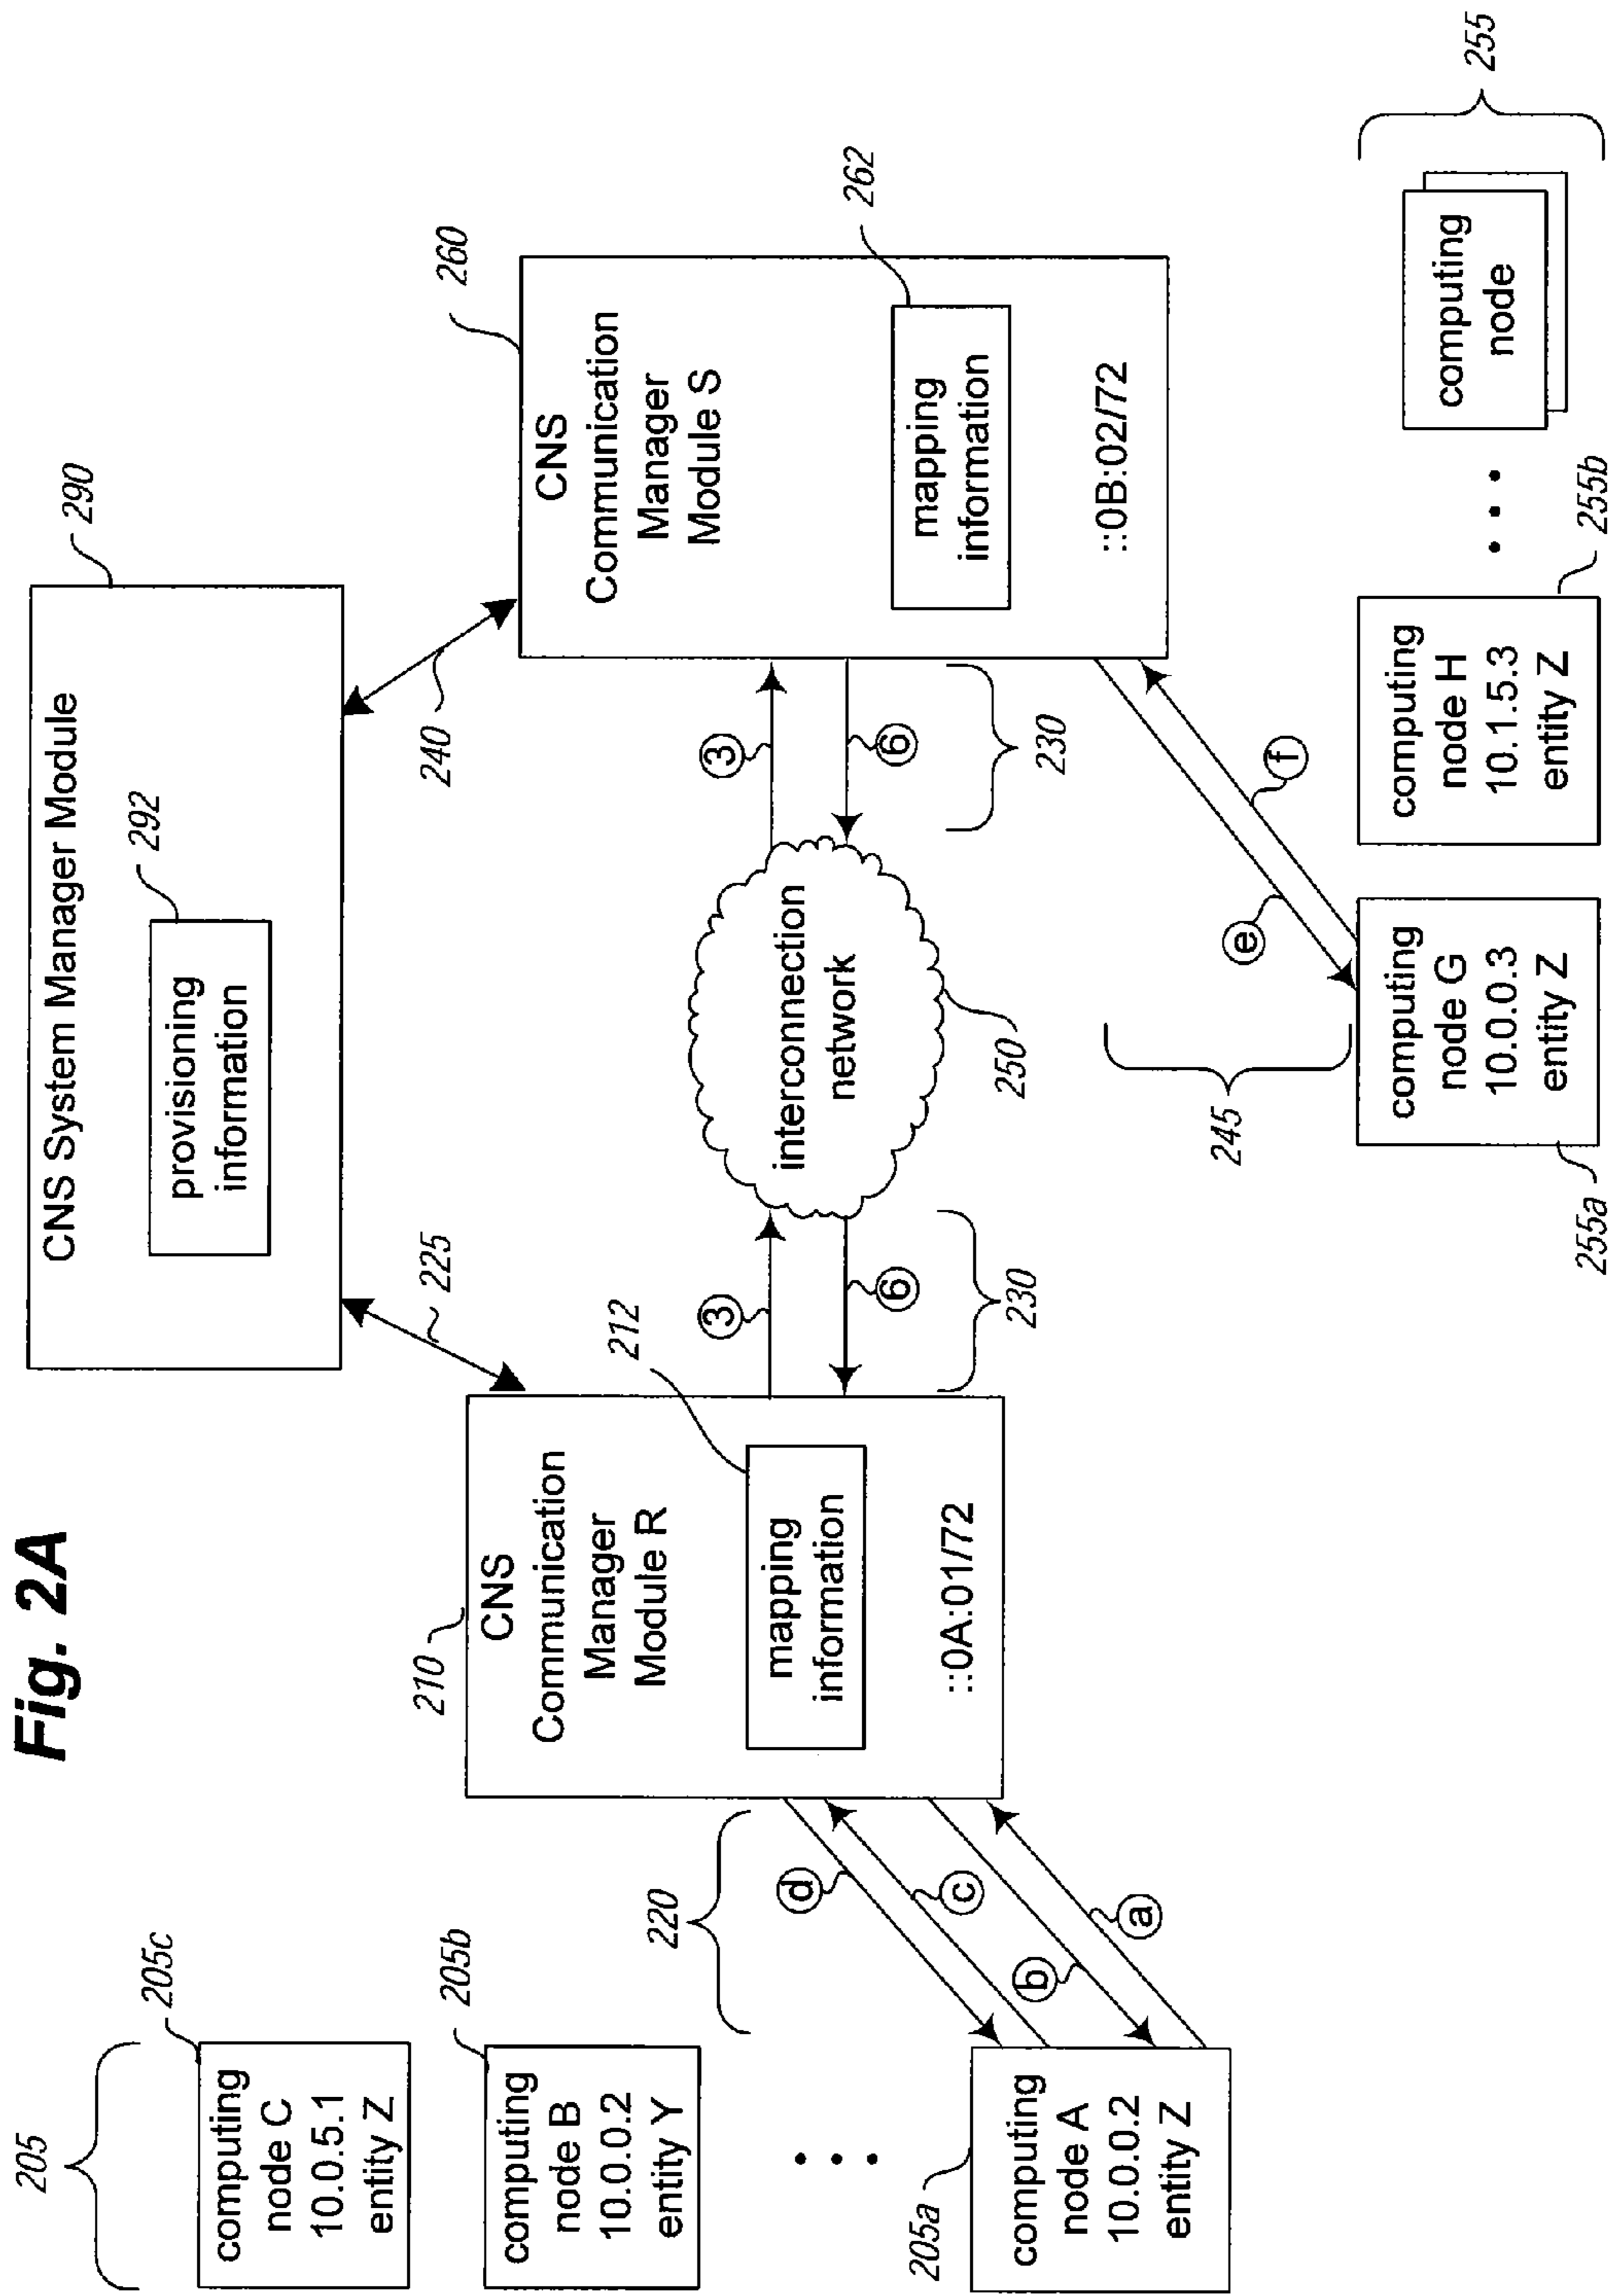 Fig. 2A
CNS System Manager Module
290
provisioning
information
292
225
240
205
205c
computing
node C
10.0.5.1
entity Z
205b
computing
node B
10.0.0.2
entity Y
205a
computing
node A
10.0.0.2
entity Z
220
d
c
b
a
210
CNS
Communication
Manager
Module R
212
mapping
information
::0A:01/72
3
6
230
interconnection
network
250
3
6
230
260
CNS
Communication
Manager
Module S
262
mapping
information
::0B:02/72
e
f
245
computing
node G
10.0.0.3
entity Z
255a
computing
node H
10.1.5.3
entity Z
255b
computing
node
255